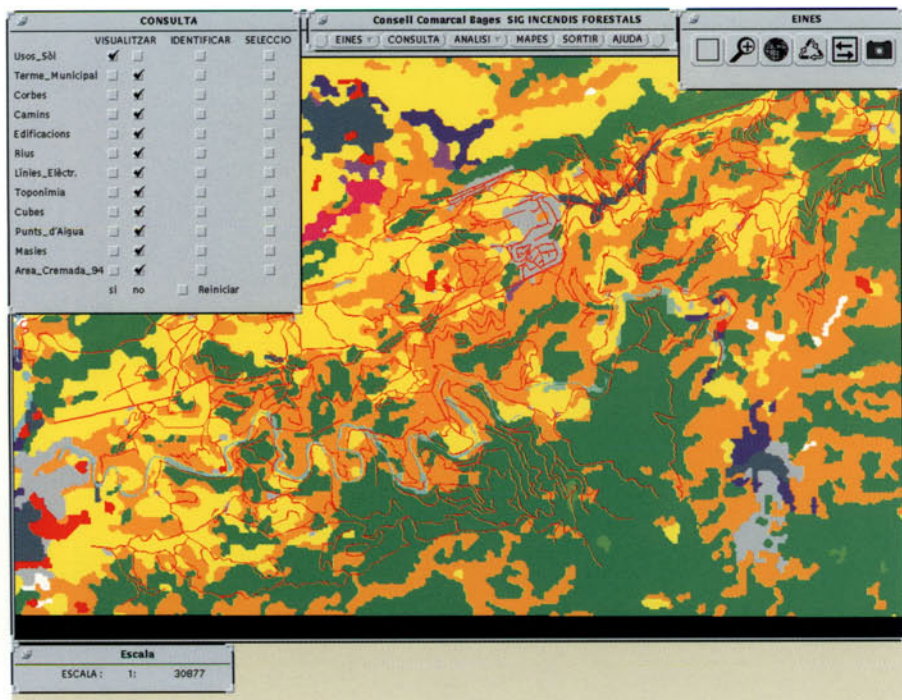 CONSULTA
VISUALITZAR IDENTIFICAR SELECCIO
Usos_Sòl
Terme_Municipal
Corbes
Camins
Edificacions
Rius
Línies_Elèctr.
Toponímia
Cubes
Punts_d'Aigua
Masies
Area_Cremada_94
si no Reiniciar
Consell Comarcal Bages SIG INCENDIS FORESTALS
EINES CONSULTA ANALISI MAPES SORTIR AJUDA
EINES
Escala
ESCALA : 1: 30877